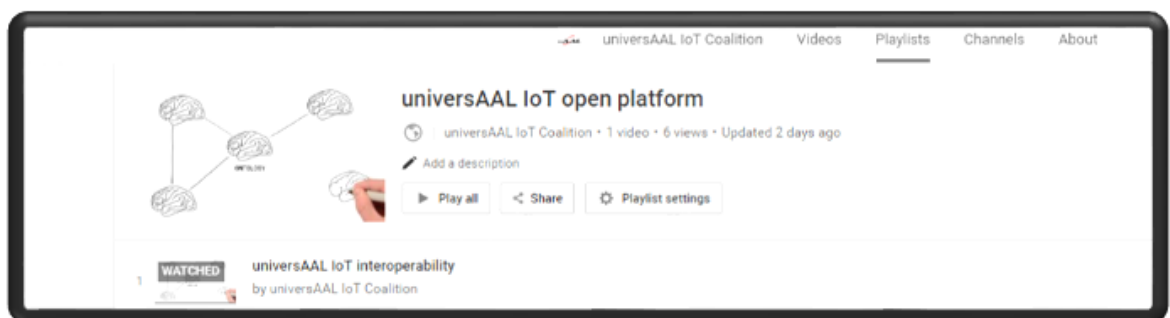 universAAL IoT Coalition Videos Playlists Channels About
universAAL IoT open platform
universAAL IoT Coalition • 1 video • 6 views • Updated 2 days ago
Add a description
Play all Share Playlist settings
ONTOLOGY
1 WATCHED universAAL IoT interoperability
by universAAL IoT Coalition